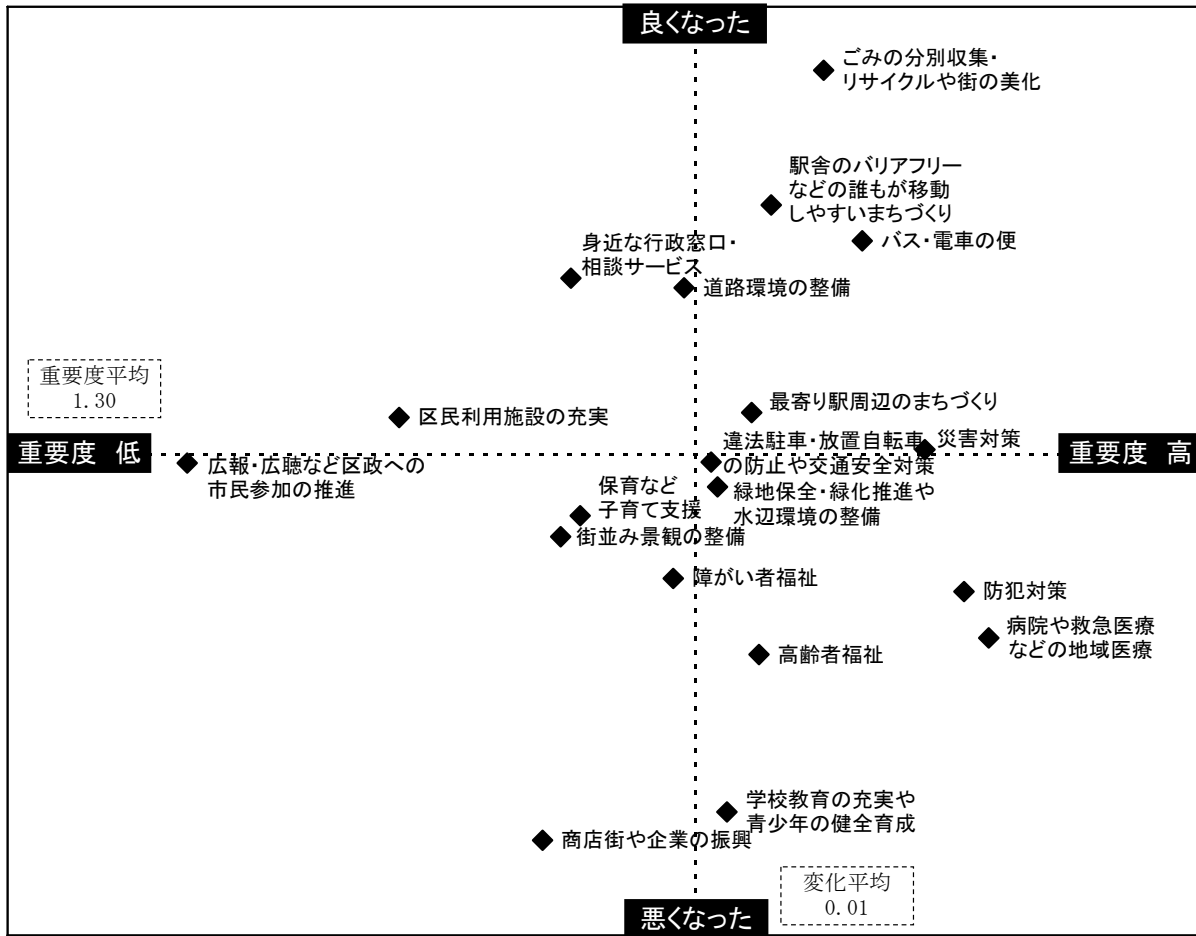 良くなった
ごみの分別収集・
リサイクルや街の美化
駅舎のバリアフリー
などの誰もが移動
しやすいまちづくり
バス・電車の便
身近な行政窓口・
相談サービス
道路環境の整備
重要度平均
1.30
区民利用施設の充実
最寄り駅周辺のまちづくり
重要度 低
広報・広聴など区政への
市民参加の推進
違法駐車・放置自転車
の防止や交通安全対策
災害対策
重要度 高
緑地保全・緑化推進や
水辺環境の整備
保育など
子育て支援
街並み景観の整備
障がい者福祉
防犯対策
病院や救急医療
などの地域医療
高齢者福祉
学校教育の充実や
青少年の健全育成
商店街や企業の振興
変化平均
0.01
悪くなった